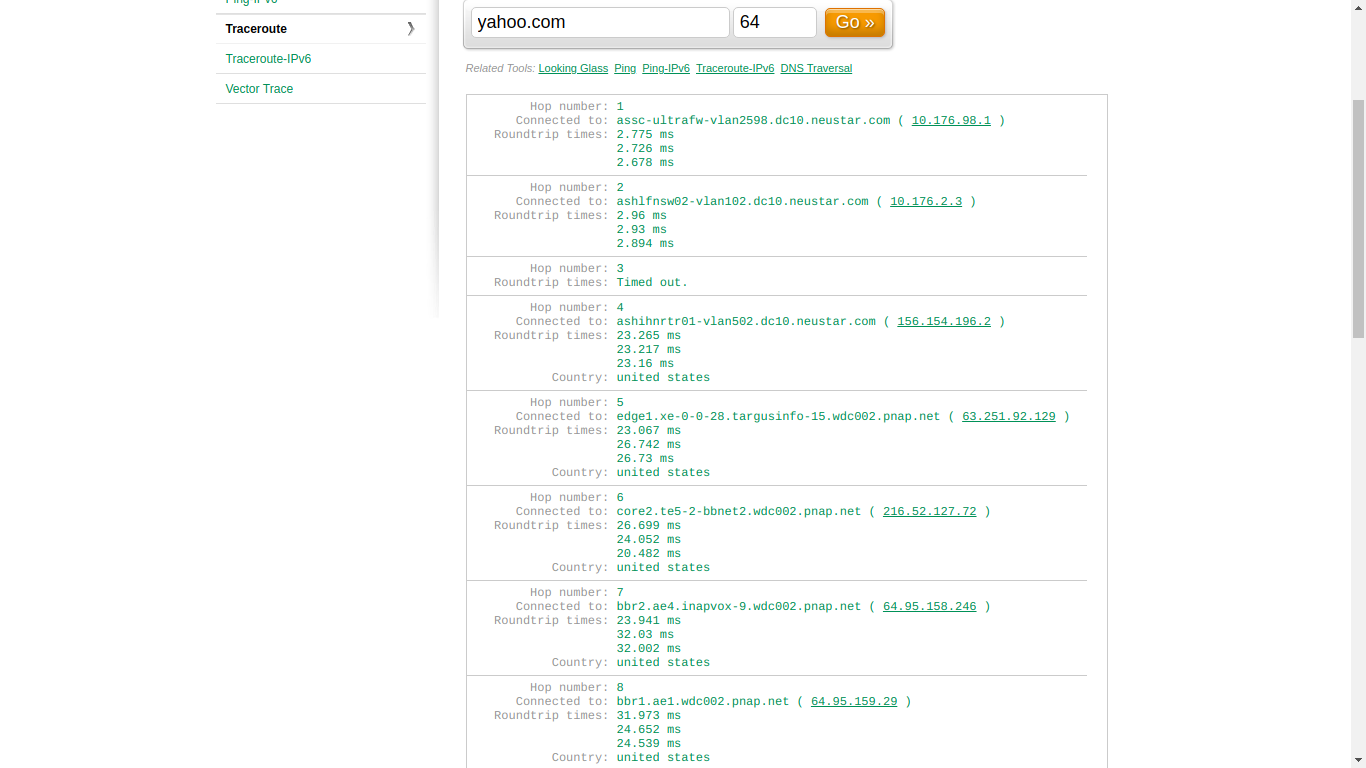 Ping-IPv6
Traceroute
Traceroute-IPv6
Vector Trace
yahoo.com 64 Go »
Related Tools: Looking Glass Ping Ping-IPv6 Traceroute-IPv6 DNS Traversal
Hop number: 1
Connected to: assc-ultrafw-vlan2598.dc10.neustar.com ( 10.176.98.1 )
Roundtrip times: 2.775 ms
2.726 ms
2.678 ms
Hop number: 2
Connected to: ashlfnsw02-vlan102.dc10.neustar.com ( 10.176.2.3 )
Roundtrip times: 2.96 ms
2.93 ms
2.894 ms
Hop number: 3
Roundtrip times: Timed out.
Hop number: 4
Connected to: ashihnrtr01-vlan502.dc10.neustar.com ( 156.154.196.2 )
Roundtrip times: 23.265 ms
23.217 ms
23.16 ms
Country: united states
Hop number: 5
Connected to: edge1.xe-0-0-28.targusinfo-15.wdc002.pnap.net ( 63.251.92.129 )
Roundtrip times: 23.067 ms
26.742 ms
26.73 ms
Country: united states
Hop number: 6
Connected to: core2.te5-2-bbnet2.wdc002.pnap.net ( 216.52.127.72 )
Roundtrip times: 26.699 ms
24.052 ms
20.482 ms
Country: united states
Hop number: 7
Connected to: bbr2.ae4.inapvox-9.wdc002.pnap.net ( 64.95.158.246 )
Roundtrip times: 23.941 ms
32.03 ms
32.002 ms
Country: united states
Hop number: 8
Connected to: bbr1.ae1.wdc002.pnap.net ( 64.95.159.29 )
Roundtrip times: 31.973 ms
24.652 ms
24.539 ms
Country: united states